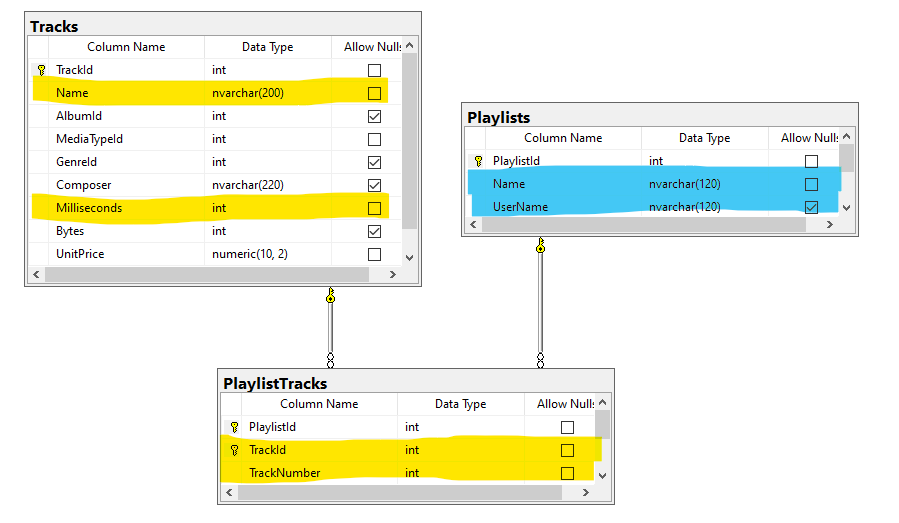 Tracks
Column Name Data Type Allow Nulls
TrackId int
Name nvarchar(200)
AlbumId int
MediaTypeId int
GenreId int
Composer nvarchar(220)
Milliseconds int
Bytes int
UnitPrice numeric(10, 2)
Playlists
Column Name Data Type Allow Nulls
PlaylistId int
Name nvarchar(120)
UserName nvarchar(120)
PlaylistTracks
Column Name Data Type Allow Nulls
PlaylistId int
TrackId int
TrackNumber int